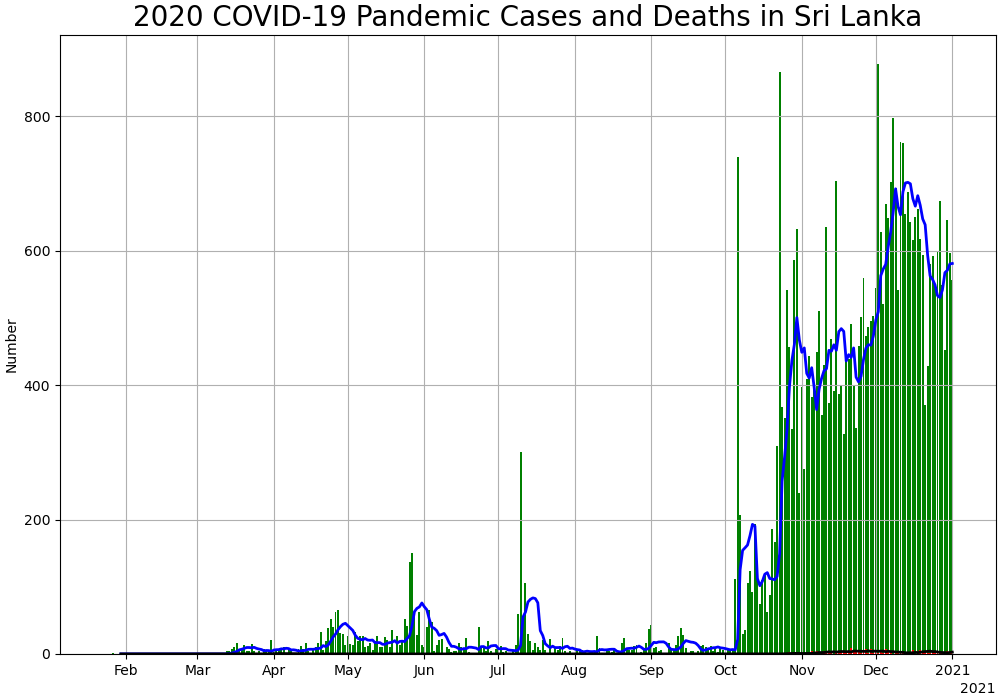 2020 COVID-19 Pandemic Cases and Deaths in Sri Lanka
Number
800
600
400
200
0
Feb Mar Apr May Jun Jul Aug Sep Oct Nov Dec 2021
2021